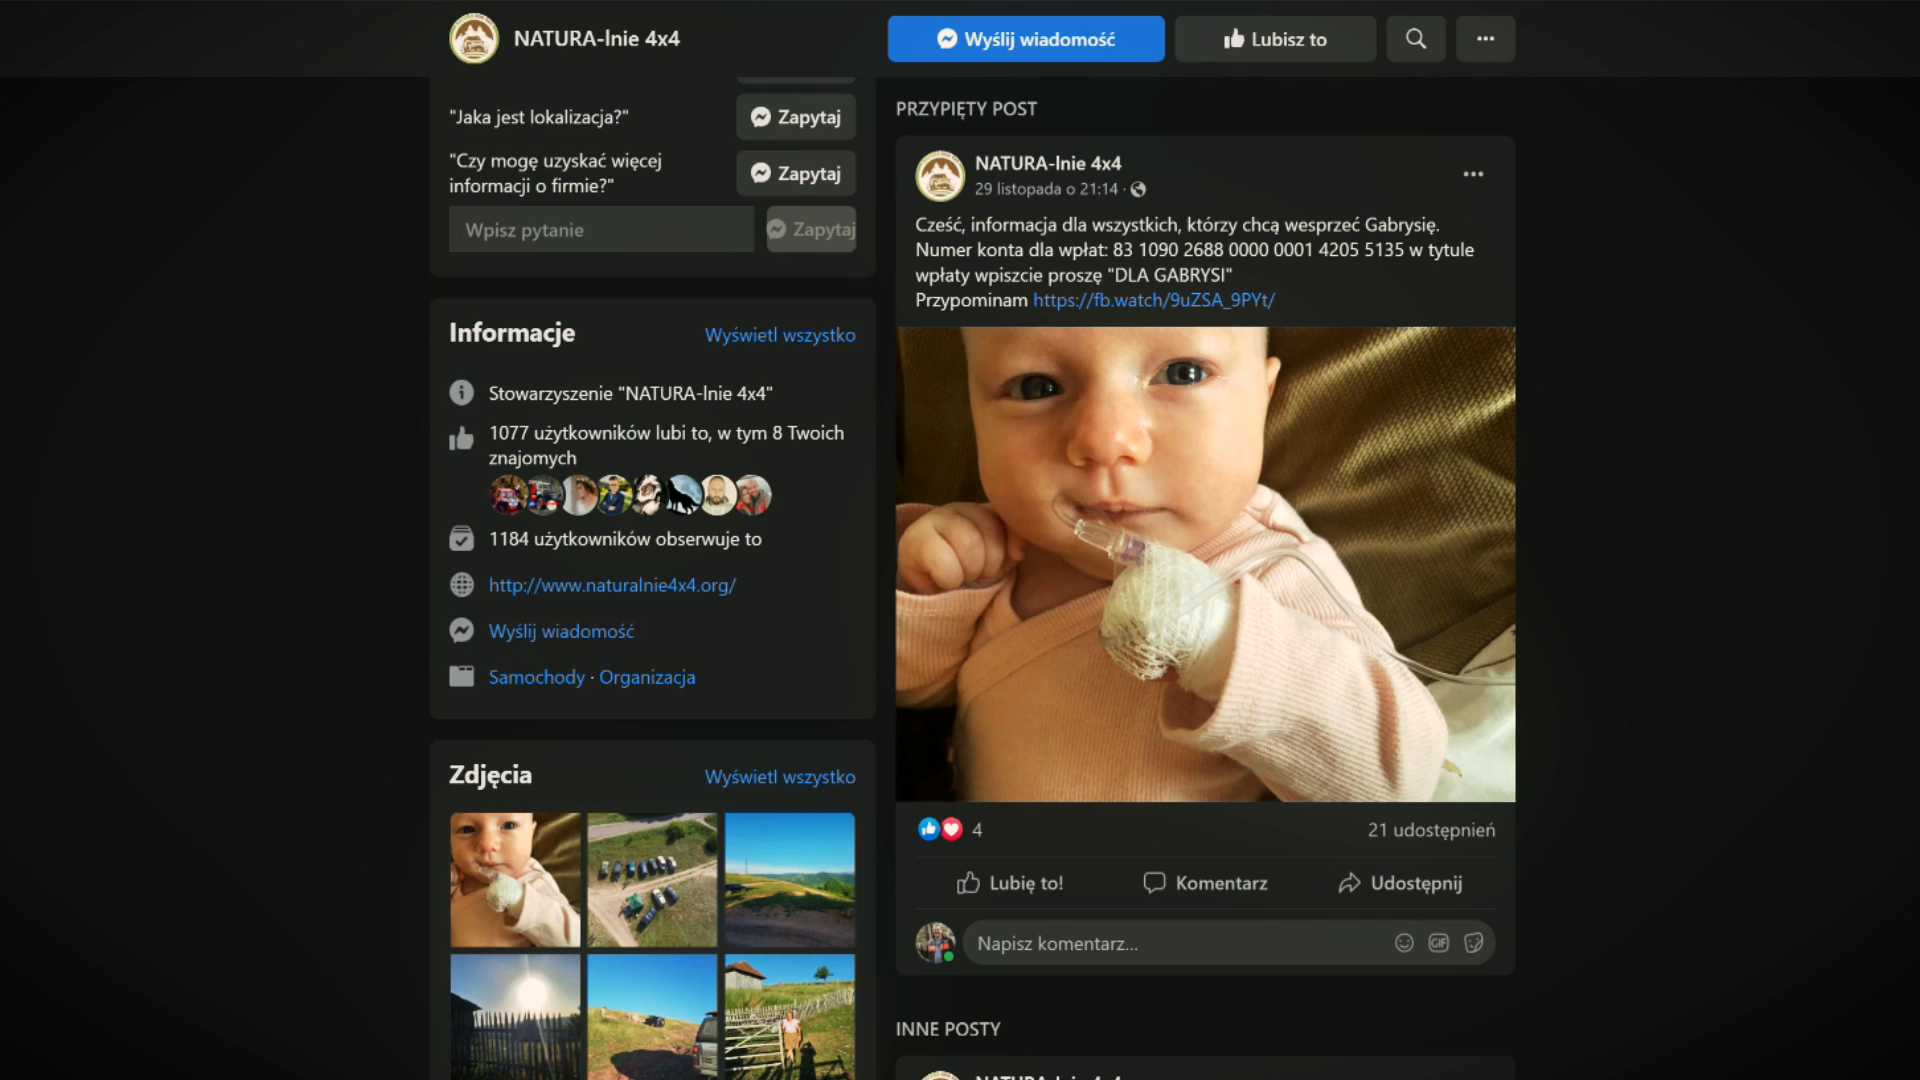 NATURA-lnie 4x4
Wyślij wiadomość
Lubisz to
"Jaka jest lokalizacja?"
Zapytaj
"Czy mogę uzyskać więcej
informacji o firmie?"
Zapytaj
Wpisz pytanie
Zapytaj
Informacje
Wyświetl wszystko
Stowarzyszenie "NATURA-lnie 4x4"
1077 użytkowników lubi to, w tym 8 Twoich
znajomych
1184 użytkowników obserwuje to
http://www.naturalnie4x4.org/
Wyślij wiadomość
Samochody · Organizacja
Zdjęcia
Wyświetl wszystko
PRZYPIĘTY POST
NATURA-lnie 4x4
29 listopada o 21:14 ·
Cześć, informacja dla wszystkich, którzy chcą wesprzeć Gabrysię.
Numer konta dla wpłat: 83 1090 2688 0000 0001 4205 5135 w tytule
wpłaty wpiszcie proszę "DLA GABRYSI"
Przypominam https://fb.watch/9uZSA_9PYt/
4
21 udostępnień
Lubię to!
Komentarz
Udostępnij
Napisz komentarz...
GIF
INNE POSTY
NATURA-lnie 4x4